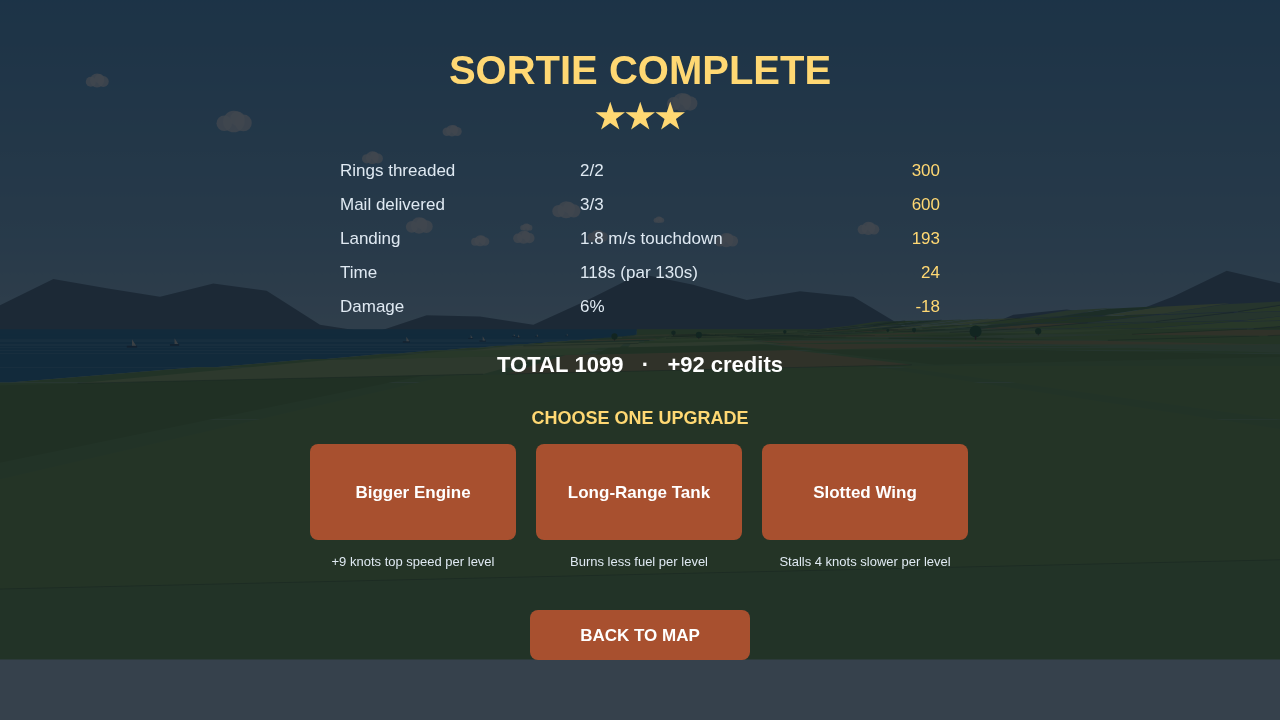 SORTIE COMPLETE
★★★
Rings threaded 2/2 300
Mail delivered 3/3 600
Landing 1.8 m/s touchdown 193
Time 118s (par 130s) 24
Damage 6% -18
TOTAL 1099 · +92 credits
CHOOSE ONE UPGRADE
Bigger Engine Long-Range Tank Slotted Wing
+9 knots top speed per level Burns less fuel per level Stalls 4 knots slower per level
BACK TO MAP